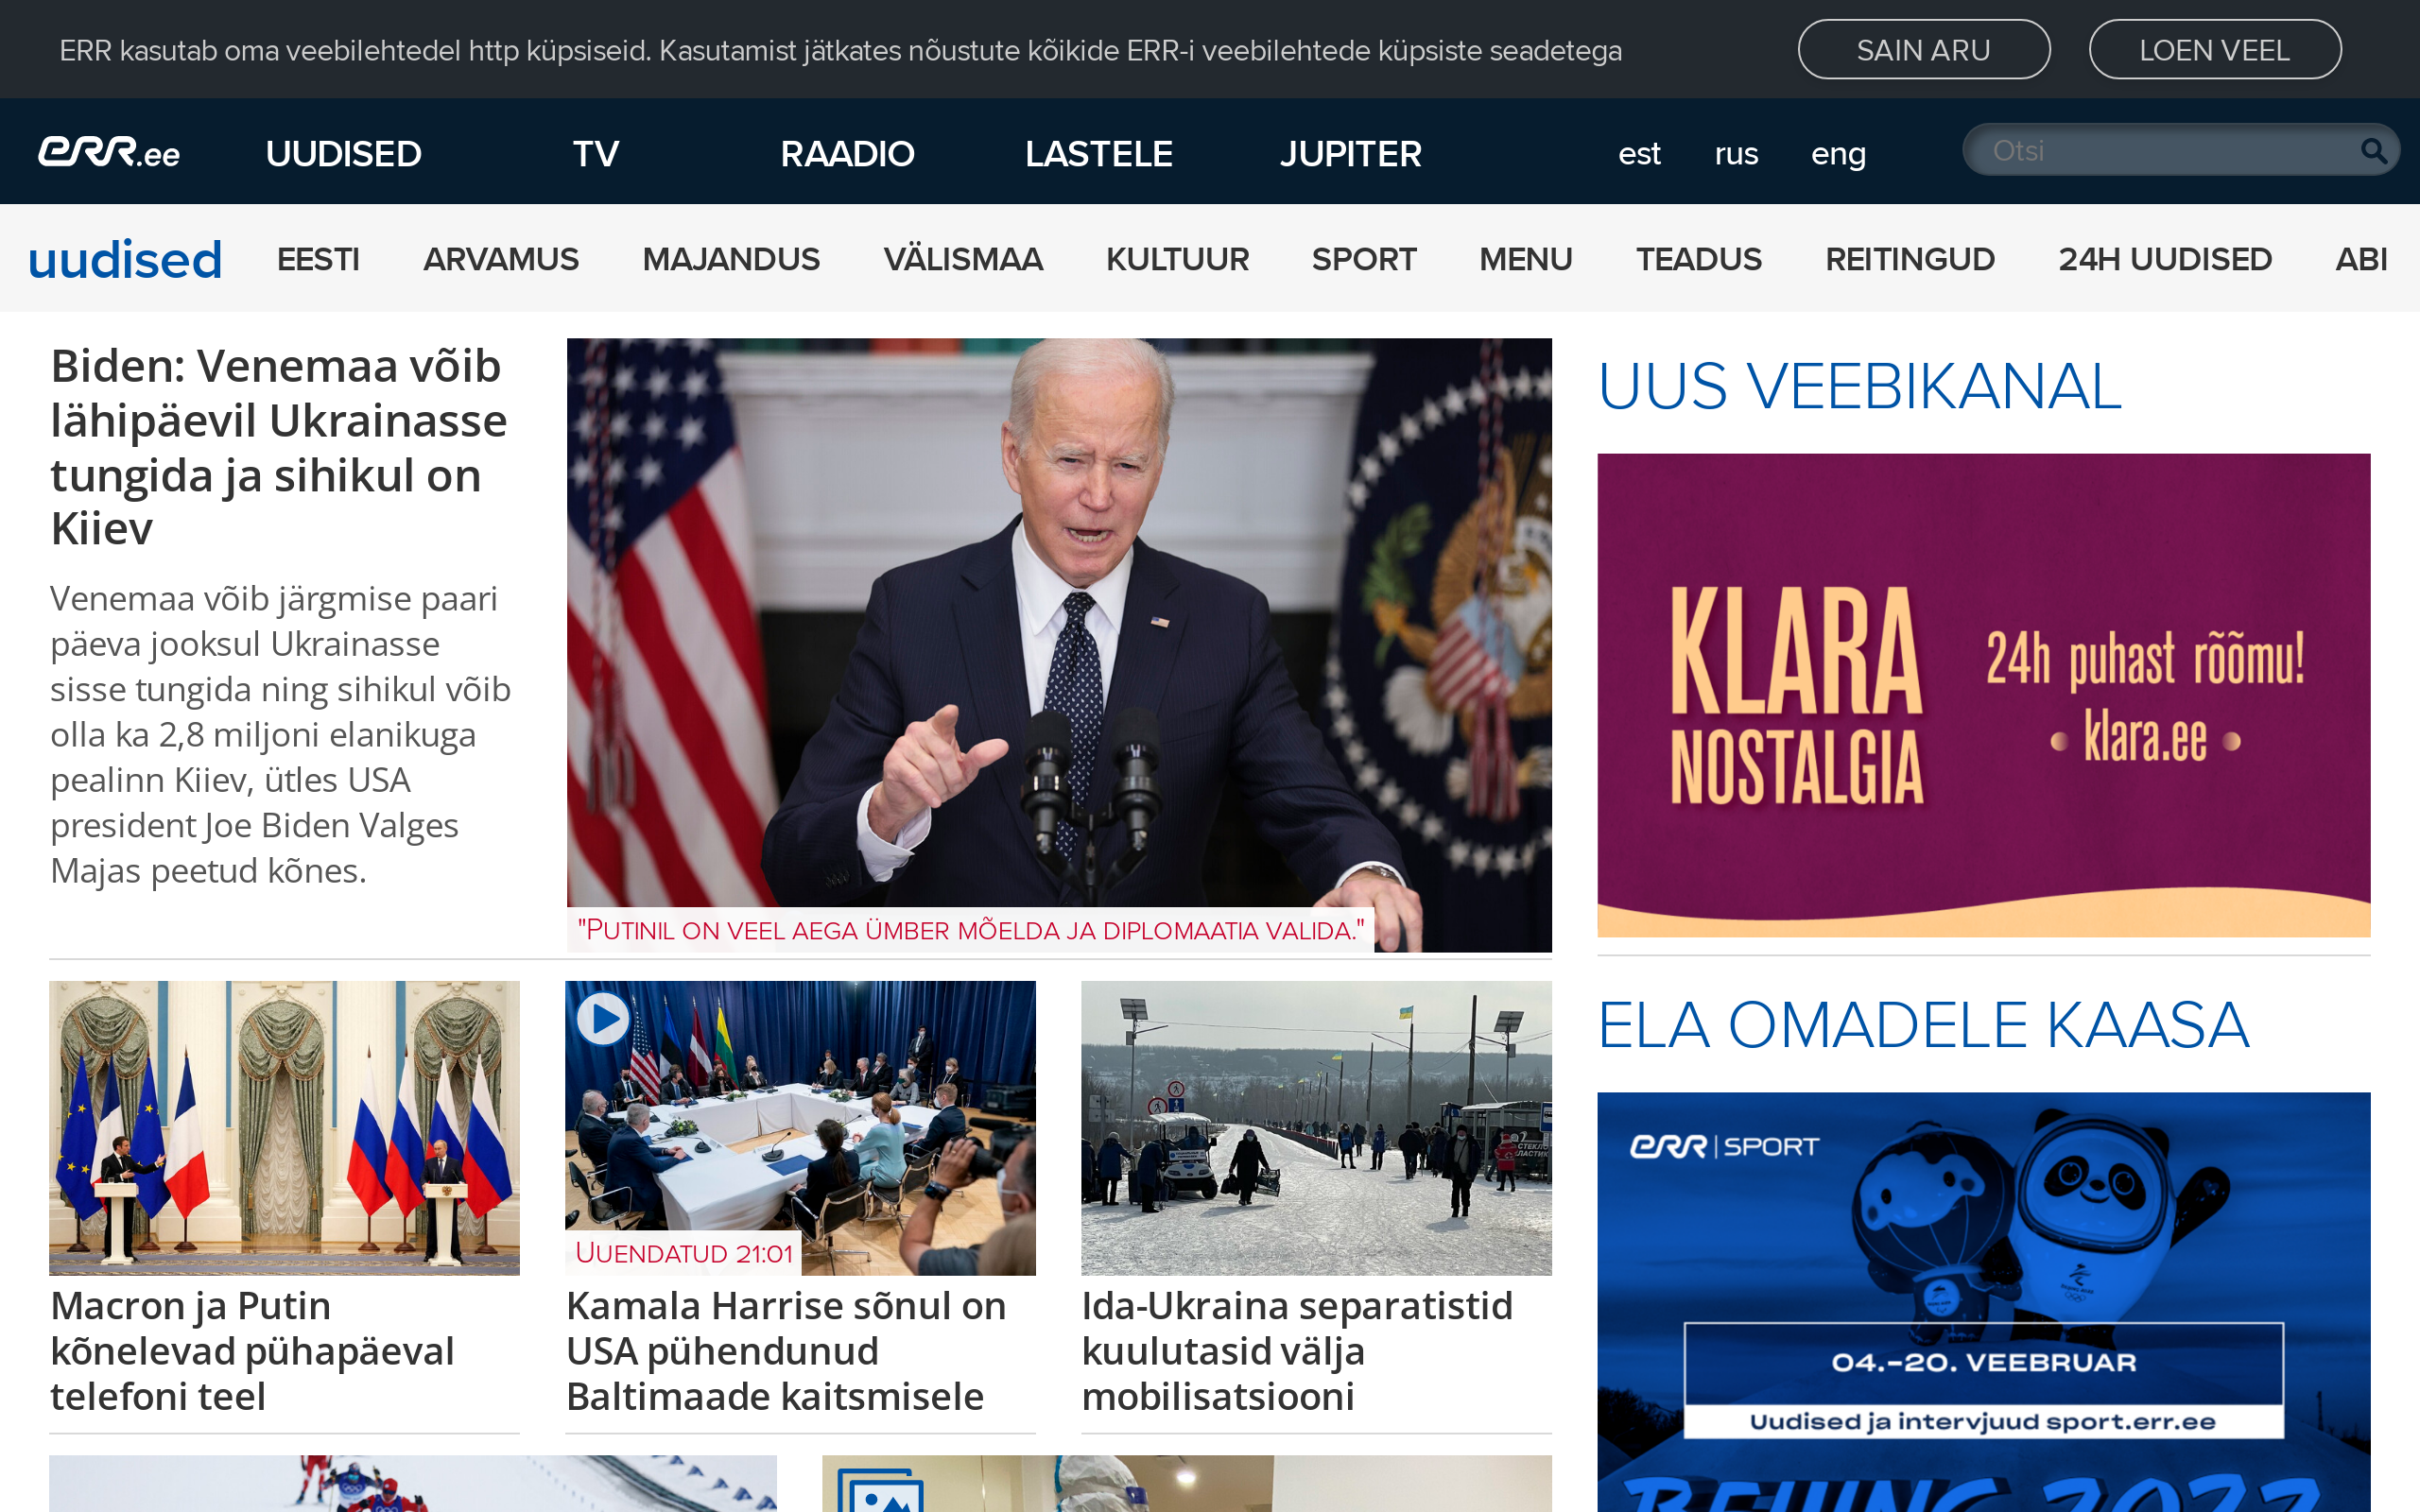 ERR kasutab oma veebilehtedel http küpsiseid. Kasutamist jätkates nõustute kõikide ERR-i veebilehtede küpsiste seadetega
SAIN ARU
LOEN VEEL
err.ee
UUDISED
TV
RAADIO
LASTELE
JUPITER
est
rus
eng
Otsi
uudised
EESTI
ARVAMUS
MAJANDUS
VÄLISMAA
KULTUUR
SPORT
MENU
TEADUS
REITINGUD
24H UUDISED
ABI
Biden: Venemaa võib
lähipäevil Ukrainasse
tungida ja sihikul on
Kiiev
Venemaa võib järgmise paari
päeva jooksul Ukrainasse
sisse tungida ning sihikul võib
olla ka 2,8 miljoni elanikuga
pealinn Kiiev, ütles USA
president Joe Biden Valges
Majas peetud kõnes.
"Putinil on veel aega ümber mõelda ja diplomaatia valida."
UUS VEEBIKANAL
KLARA
NOSTALGIA
24h puhast rõõmu!
• klara.ee •
Macron ja Putin
kõnelevad pühapäeval
telefoni teel
Uuendatud 21:01
Kamala Harrise sõnul on
USA pühendunud
Baltimaade kaitsmisele
Ida-Ukraina separatistid
kuulutasid välja
mobilisatsiooni
ELA OMADELE KAASA
err | SPORT
04.–20. VEEBRUAR
Uudised ja intervjuud sport.err.ee
BEIJING 2022